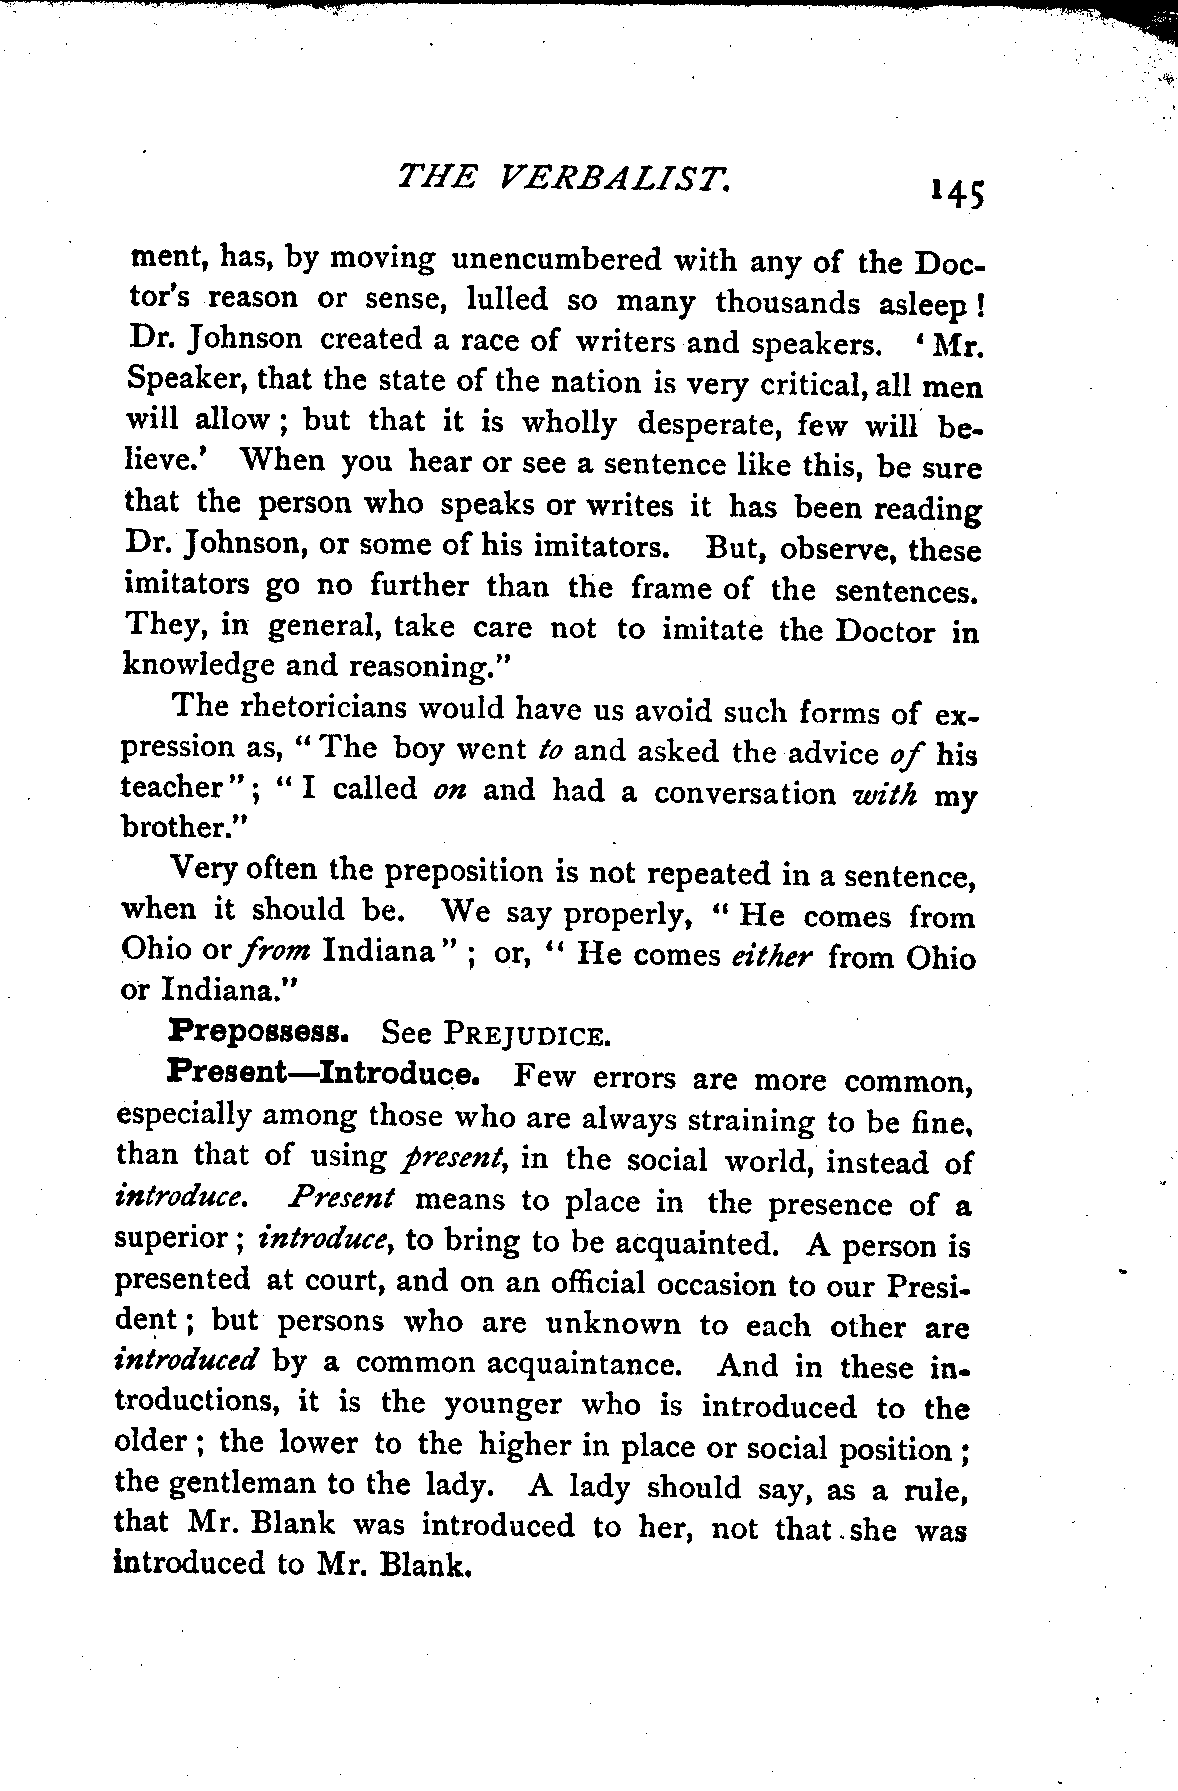 THE VERBALIST. 145
ment, has, by moving unencumbered with any of the Doc-
tor's reason or sense, lulled so many thousands asleep !
Dr. Johnson created a race of writers and speakers. ‘ Mr.
Speaker, that the state of the nation is very critical, all men
will allow ; but that it is wholly desperate, few will be-
lieve.’ When you hear or see a sentence like this, be sure
that the person who speaks or writes it has been reading
Dr. Johnson, or some of his imitators. But, observe, these
imitators go no further than the frame of the sentences.
They, in general, take care not to imitate the Doctor in
knowledge and reasoning."
The rhetoricians would have us avoid such forms of ex-
pression as, “ The boy went to and asked the advice of his
teacher” ; “ I called on and had a conversation with my
brother.”
Very often the preposition is not repeated in a sentence,
when it should be. We say properly, “ He comes from
Ohio or from Indiana ” ; or, “ He comes either from Ohio
or Indiana.”
Prepossess. See PREJUDICE.
Present—Introduce. Few errors are more common,
especially among those who are always straining to be fine,
than that of using present, in the social world, instead of
introduce. Present means to place in the presence of a
superior ; introduce, to bring to be acquainted. A person is
presented at court, and on an official occasion to our Presi-
dent ; but persons who are unknown to each other are
introduced by a common acquaintance. And in these in-
troductions, it is the younger who is introduced to the
older ; the lower to the higher in place or social position ;
the gentleman to the lady. A lady should say, as a rule,
that Mr. Blank was introduced to her, not that she was
introduced to Mr. Blank.